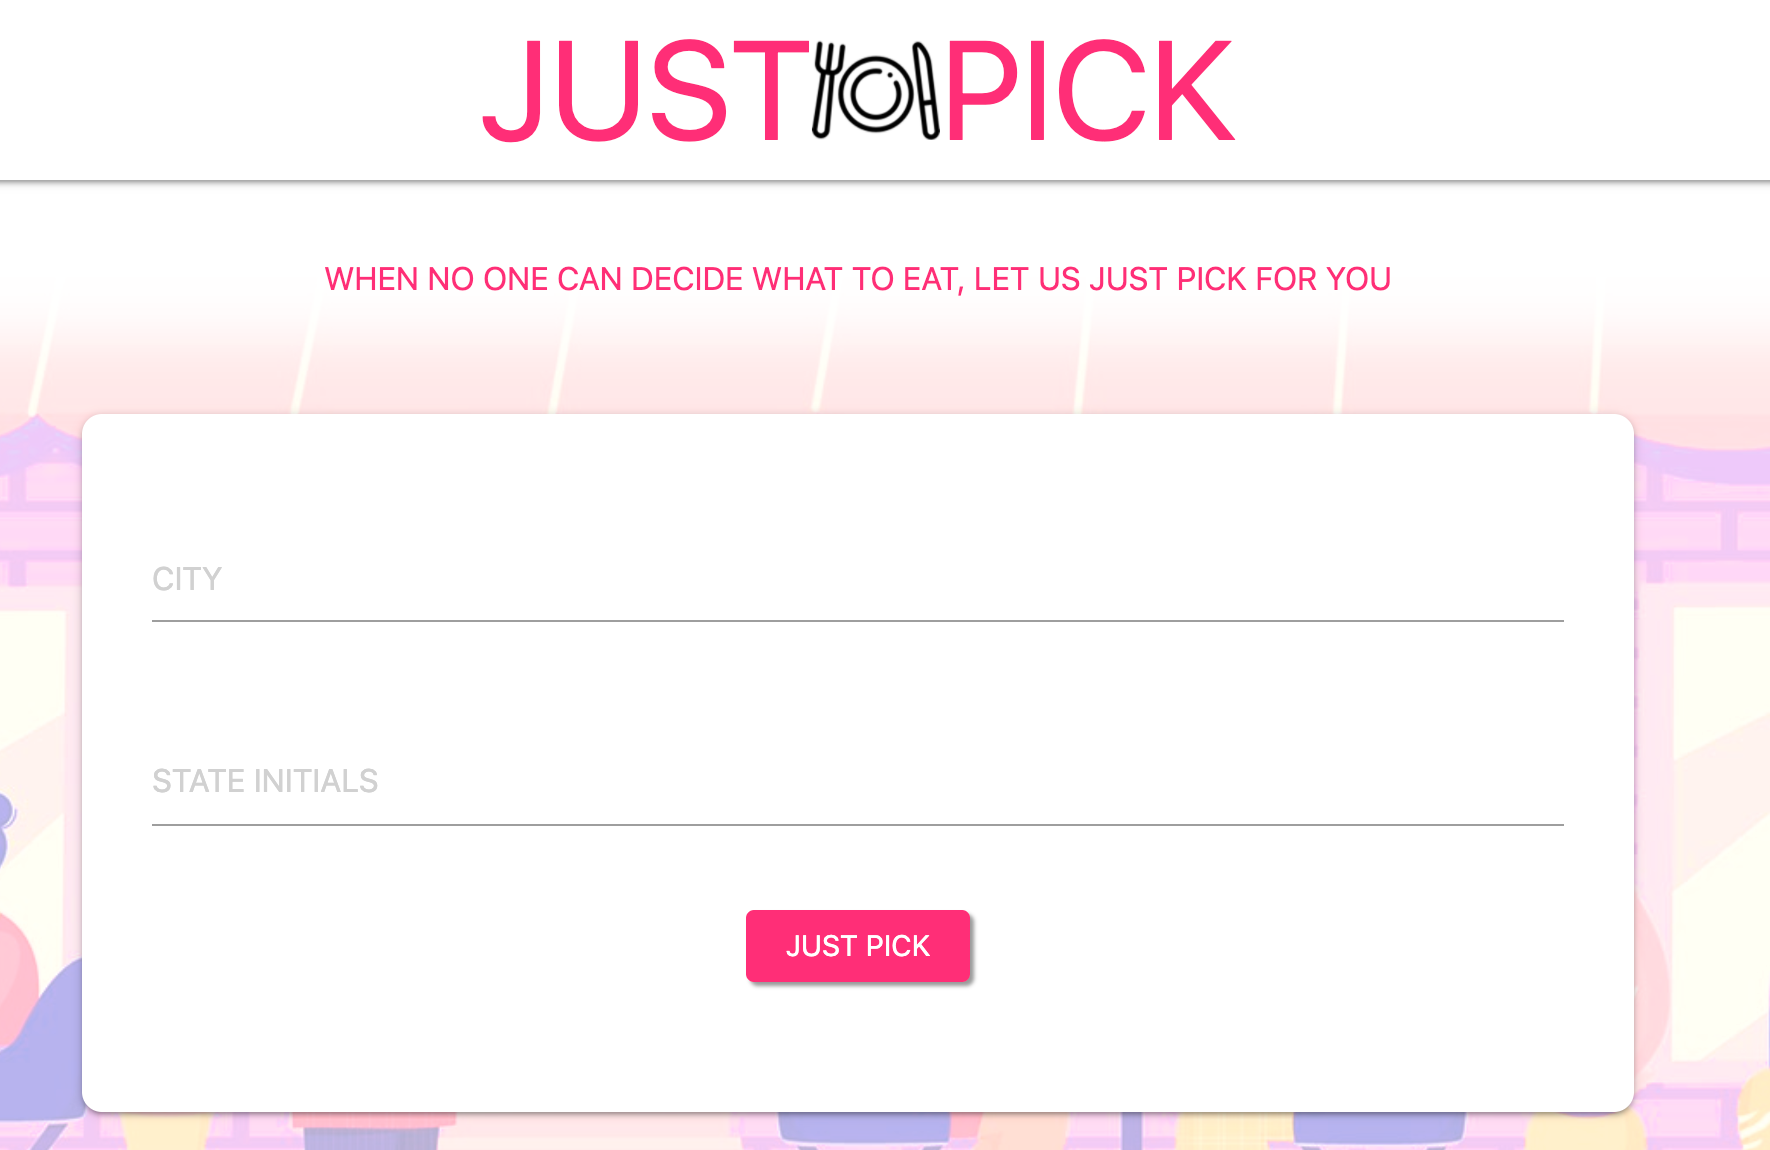 JUST PICK
WHEN NO ONE CAN DECIDE WHAT TO EAT, LET US JUST PICK FOR YOU
CITY
STATE INITIALS
JUST PICK